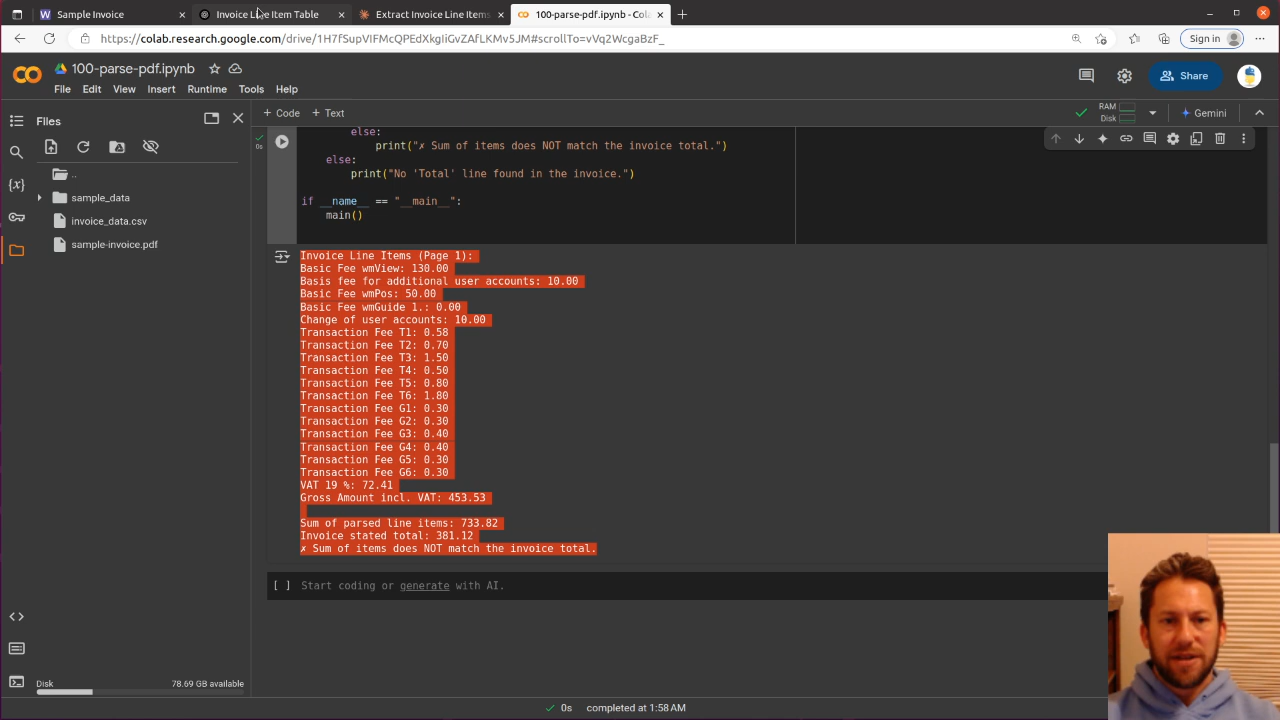 Sample Invoice
Invoice Line Item Table
Extract Invoice Line Items
100-parse-pdf.ipynb - Cola
https://colab.research.google.com/drive/1H7fSupVIFMcQPEdXkgIiGvZAfLKMv5JM#scrollTo=vVq2WcgaBzF_
Sign in
100-parse-pdf.ipynb
File Edit View Insert Runtime Tools Help
Share
Files
+ Code + Text
RAM
Disk
Gemini
..
sample_data
invoice_data.csv
sample-invoice.pdf
0s
else:
print("✗ Sum of items does NOT match the invoice total.")
else:
print("No 'Total' line found in the invoice.")
if __name__ == "__main__":
main()
Invoice Line Items (Page 1):
Basic Fee wmView: 130.00
Basis fee for additional user accounts: 10.00
Basic Fee wmPos: 50.00
Basic Fee wmGuide 1.: 0.00
Change of user accounts: 10.00
Transaction Fee T1: 0.58
Transaction Fee T2: 0.70
Transaction Fee T3: 1.50
Transaction Fee T4: 0.50
Transaction Fee T5: 0.80
Transaction Fee T6: 1.80
Transaction Fee G1: 0.30
Transaction Fee G2: 0.30
Transaction Fee G3: 0.40
Transaction Fee G4: 0.40
Transaction Fee G5: 0.30
Transaction Fee G6: 0.30
VAT 19 %: 72.41
Gross Amount incl. VAT: 453.53
Sum of parsed line items: 733.82
Invoice stated total: 381.12
✗ Sum of items does NOT match the invoice total.
[ ] Start coding or generate with AI.
Disk 78.69 GB available
0s completed at 1:58 AM